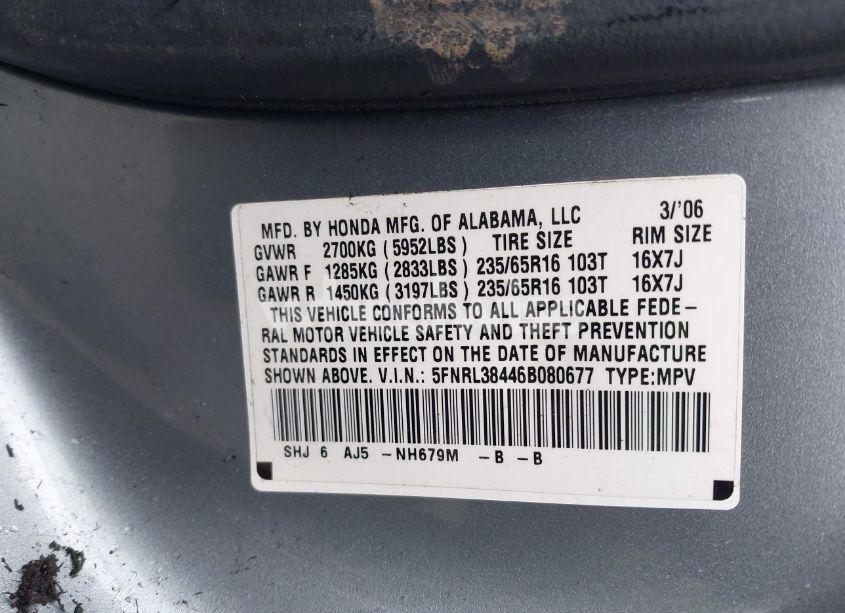 MFD. BY HONDA MFG. OF ALABAMA, LLC 3/'06
GVWR 2700KG (5952LBS) TIRE SIZE RIM SIZE
GAWR F 1285KG (2833LBS) 235/65R16 103T 16X7J
GAWR R 1450KG (3197LBS) 235/65R16 103T 16X7J
THIS VEHICLE CONFORMS TO ALL APPLICABLE FEDE-
RAL MOTOR VEHICLE SAFETY AND THEFT PREVENTION
STANDARDS IN EFFECT ON THE DATE OF MANUFACTURE
SHOWN ABOVE. V.I.N.: 5FNRL38446B080677 TYPE:MPV
SHJ 6 AJ5 -NH679M -B -B